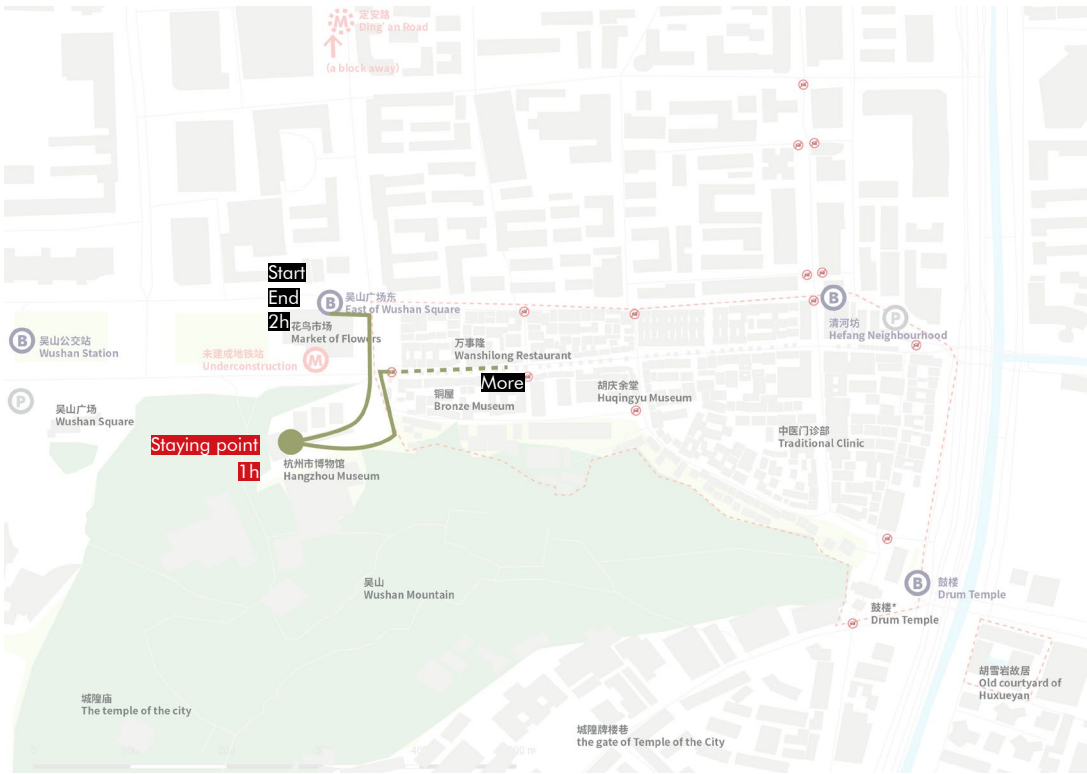 定安路
Ding' an Road
(a block away)
Start
End
2h
吴山广场东
East of Wushan Square
花鸟市场
Market of Flowers
清河坊
Hefang Neighbourhood
吴山公交站
Wushan Station
未建成地铁站
Underconstruction
万事隆
Wanshilong Restaurant
More
铜屋
Bronze Museum
胡庆余堂
Huqingyu Museum
吴山广场
Wushan Square
中医门诊部
Traditional Clinic
Staying point
1h
杭州市博物馆
Hangzhou Museum
吴山
Wushan Mountain
鼓楼
Drum Temple
鼓楼*
Drum Temple
胡雪岩故居
Old courtyard of
Huxueyan
城隍庙
The temple of the city
城隍牌楼巷
the gate of Temple of the City